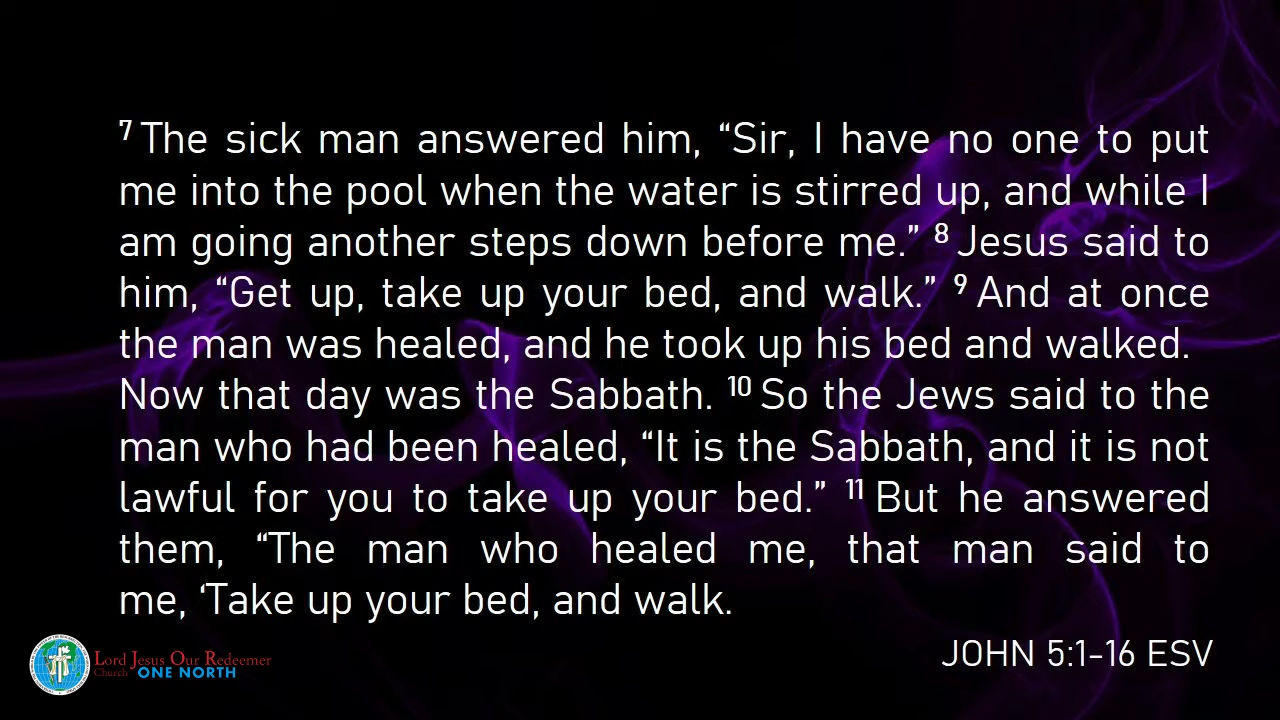 ⁷ The sick man answered him, “Sir, I have no one to put
me into the pool when the water is stirred up, and while I
am going another steps down before me.” ⁸ Jesus said to
him, “Get up, take up your bed, and walk.” ⁹ And at once
the man was healed, and he took up his bed and walked.
Now that day was the Sabbath. ¹⁰ So the Jews said to the
man who had been healed, “It is the Sabbath, and it is not
lawful for you to take up your bed.” ¹¹ But he answered
them, “The man who healed me, that man said to
me, ‘Take up your bed, and walk.
JOHN 5:1-16 ESV
Lord Jesus Our Redeemer
Church ONE NORTH